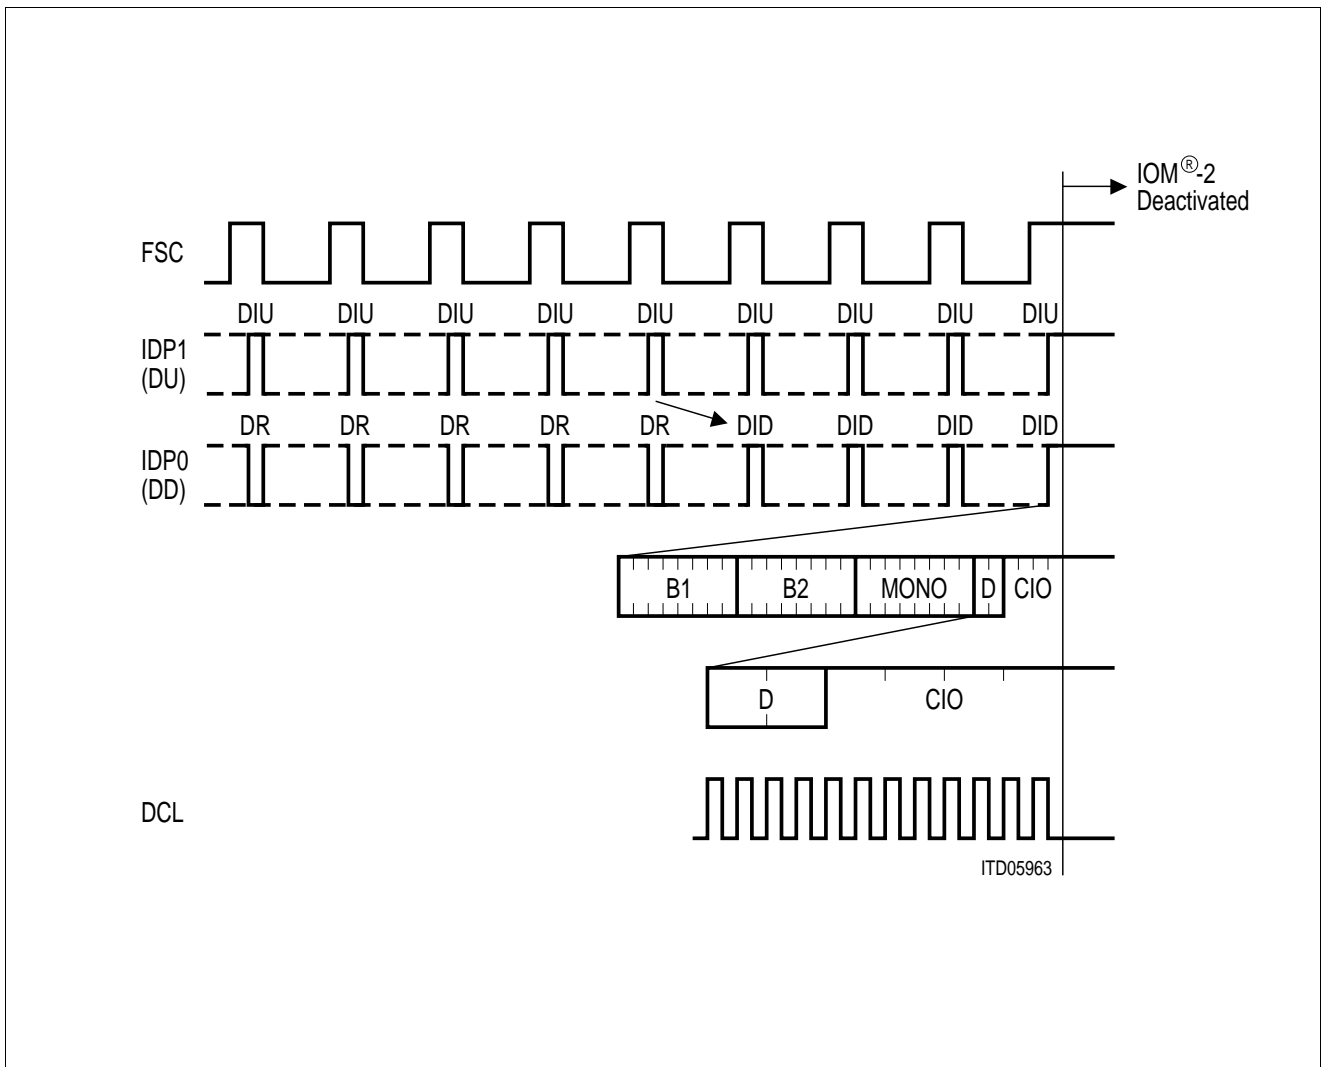 IOM®-2
Deactivated
FSC
DIU DIU DIU DIU DIU DIU DIU DIU DIU
IDP1
(DU)
DR DR DR DR DR DID DID DID DID
IDP0
(DD)
B1 B2 MONO D CIO
D CIO
DCL
ITD05963